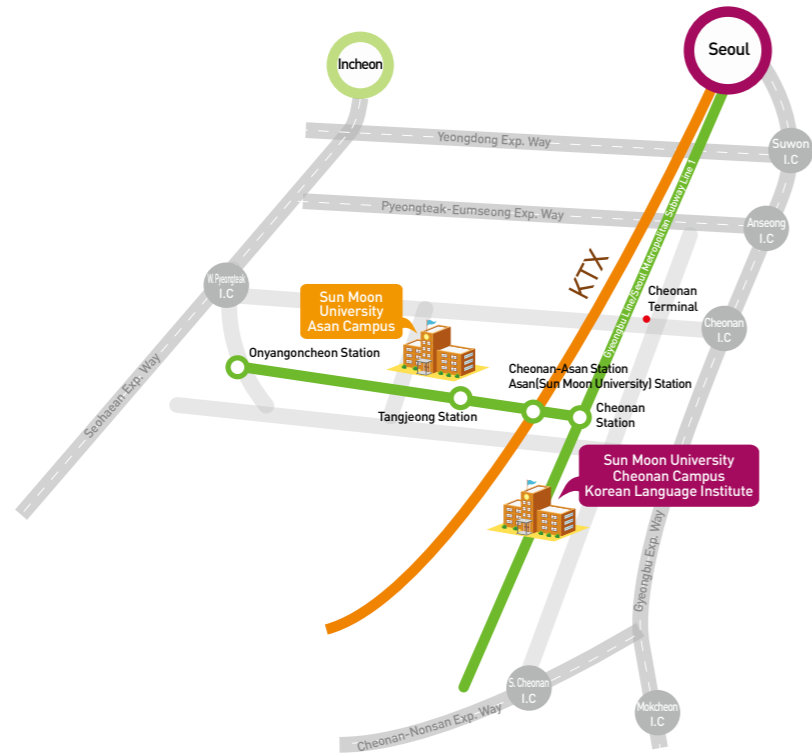 Seoul
Incheon
Yeongdong Exp. Way
Suwon
I.C
Gyeongbu Line/Seoul Metropolitan Subway Line 1
Pyeongteak-Eumseong Exp. Way
Anseong
I.C
KTX
W. Pyeongteak
I.C
Sun Moon
University
Asan Campus
Cheonan
Terminal
Cheonan
I.C
Onyangoncheon Station
Cheonan-Asan Station
Asan(Sun Moon University) Station
Seohaean Exp. Way
Tangjeong Station
Cheonan
Station
Sun Moon University
Cheonan Campus
Korean Language Institute
Gyeongbu Exp. Way
S. Cheonan
I.C
Mokcheon
I.C
Cheonan-Nonsan Exp. Way